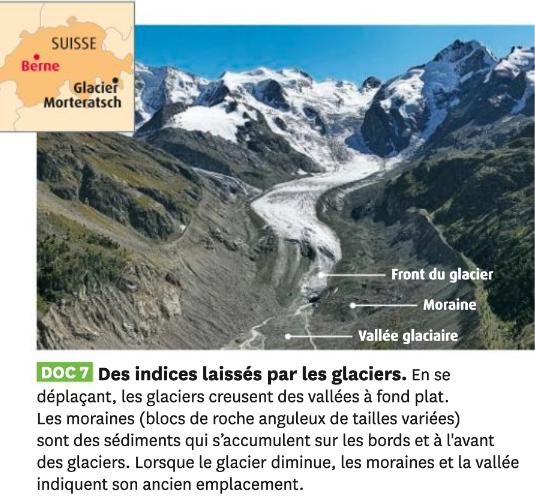 SUISSE
Berne
Glacier
Morteratsch
Front du glacier
Moraine
Vallée glaciaire
DOC 7 Des indices laissés par les glaciers. En se
déplaçant, les glaciers creusent des vallées à fond plat.
Les moraines (blocs de roche anguleux de tailles variées)
sont des sédiments qui s'accumulent sur les bords et à l'avant
des glaciers. Lorsque le glacier diminue, les moraines et la vallée
indiquent son ancien emplacement.